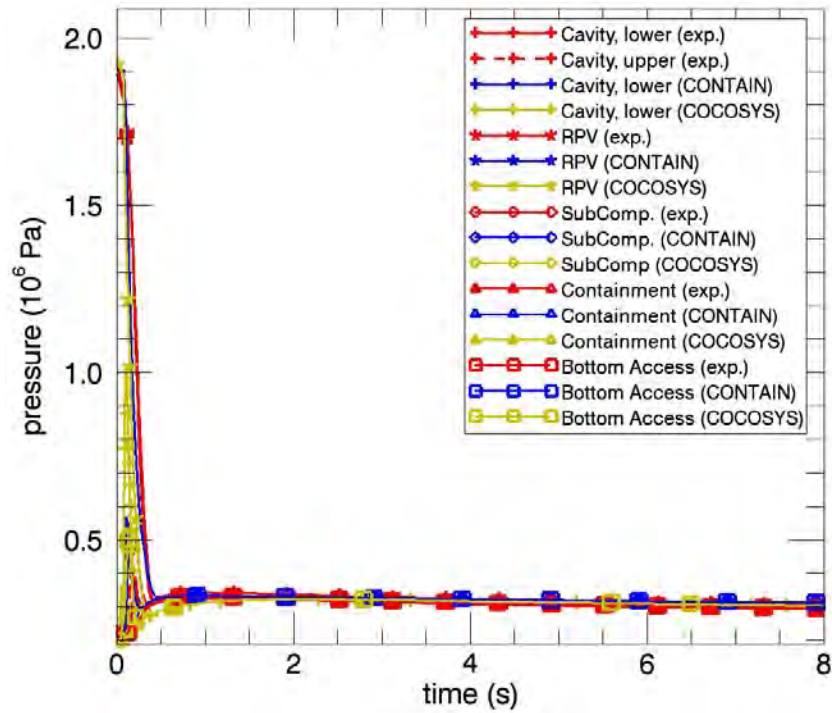 2.0
1.5
1.0
0.5
pressure (10⁶ Pa)
Cavity, lower (exp.)
Cavity, upper (exp.)
Cavity, lower (CONTAIN)
Cavity, lower (COCOSYS)
RPV (exp.)
RPV (CONTAIN)
RPV (COCOSYS)
SubComp. (exp.)
SubComp. (CONTAIN)
SubComp (COCOSYS)
Containment (exp.)
Containment (CONTAIN)
Containment (COCOSYS)
Bottom Access (exp.)
Bottom Access (CONTAIN)
Bottom Access (COCOSYS)
0 2 4 6 8
time (s)